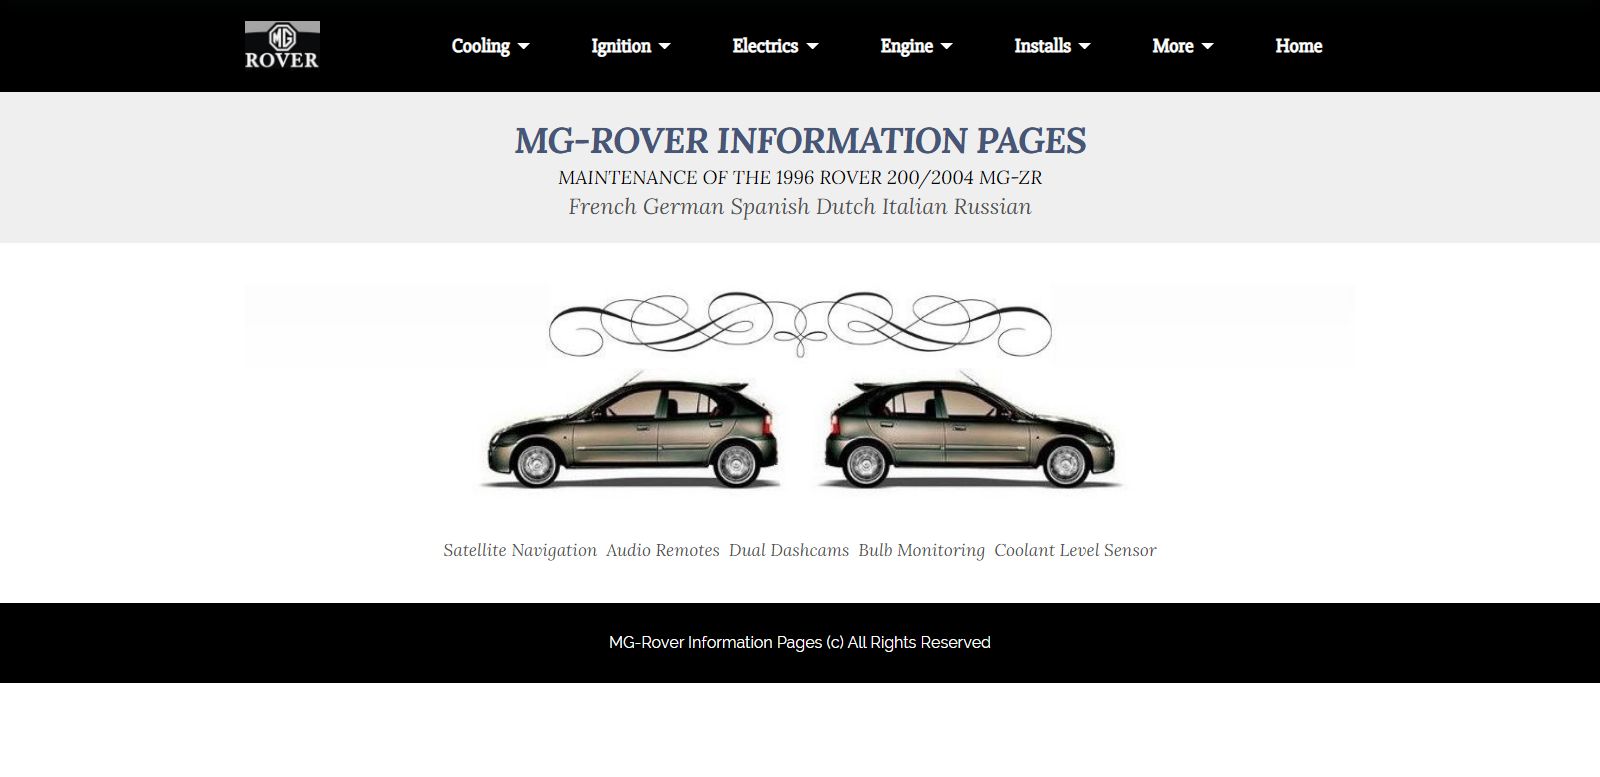 MG
ROVER
Cooling Ignition Electrics Engine Installs More Home
MG-ROVER INFORMATION PAGES
MAINTENANCE OF THE 1996 ROVER 200/2004 MG-ZR
French German Spanish Dutch Italian Russian
Satellite Navigation Audio Remotes Dual Dashcams Bulb Monitoring Coolant Level Sensor
MG-Rover Information Pages (c) All Rights Reserved